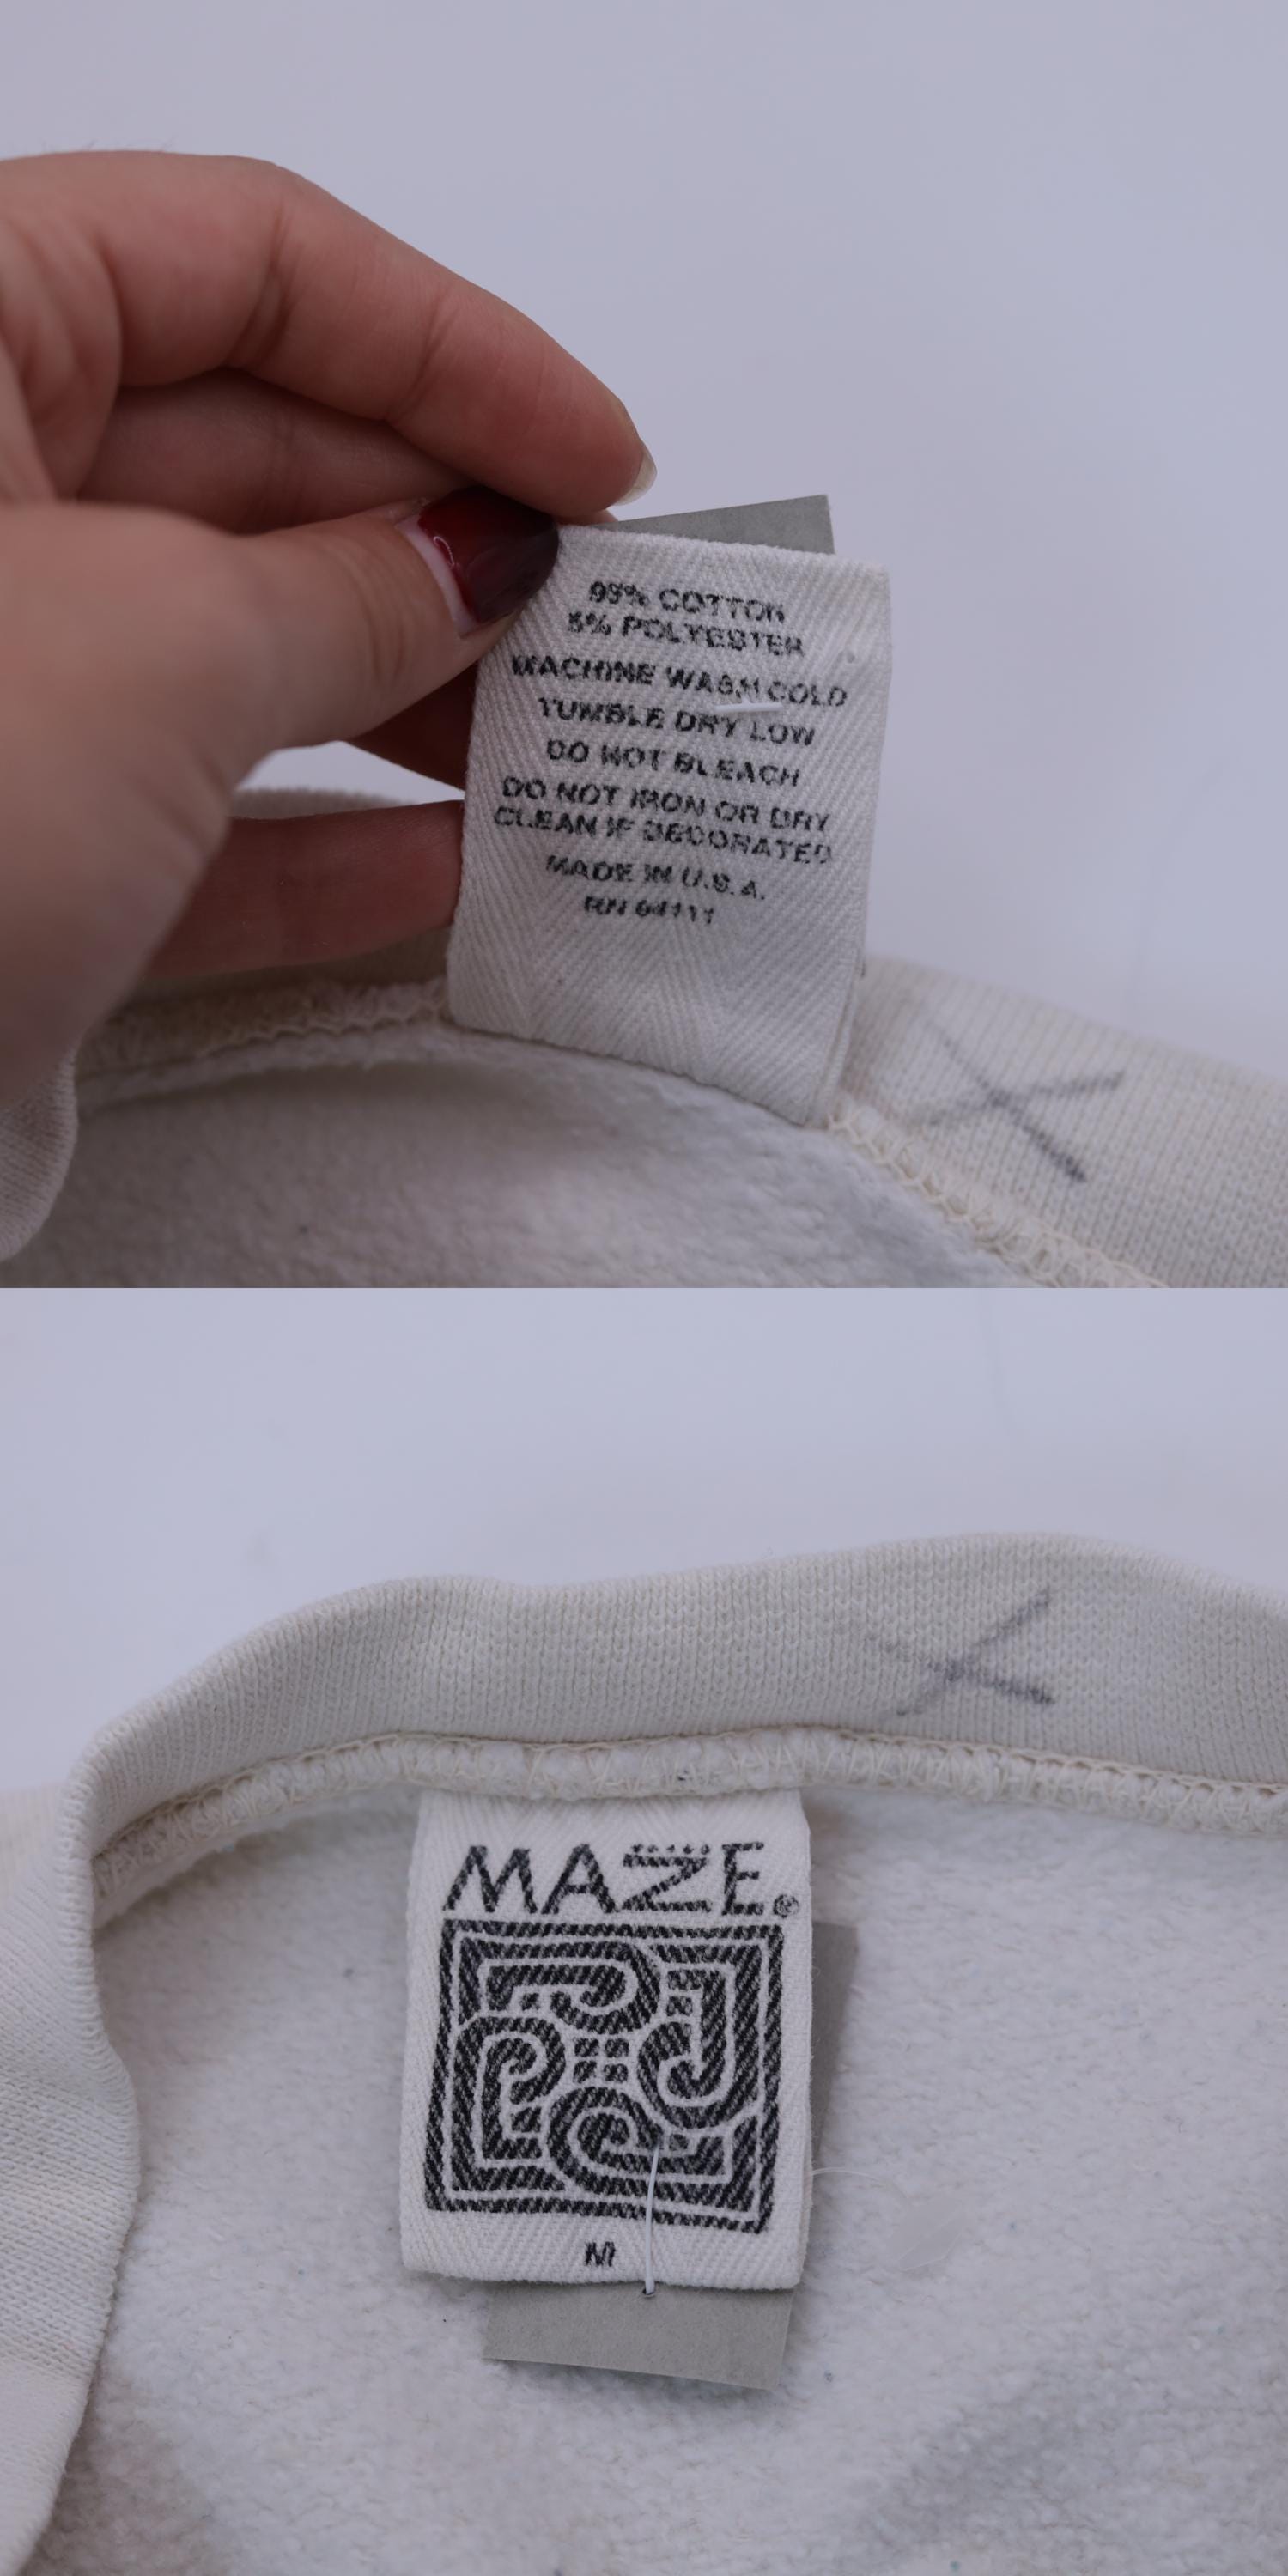 95% COTTON
5% POLYESTER
MACHINE WASH COLD
TUMBLE DRY LOW
DO NOT BLEACH
DO NOT IRON OR DRY
CLEAN IF DECORATED
MADE IN U.S.A.
RN 94111
MAZE®
M